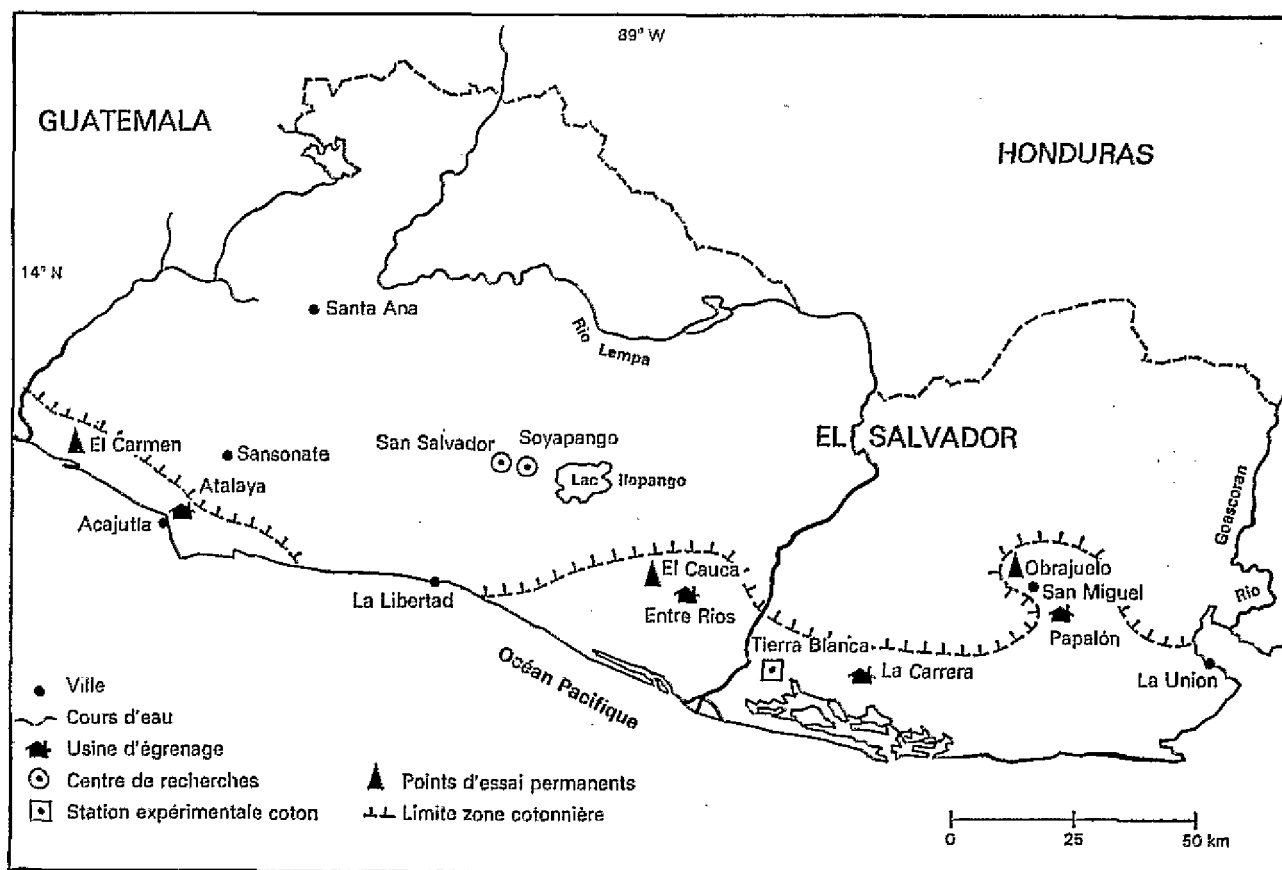 89° W
GUATEMALA
HONDURAS
14° N
Santa Ana
Rio
Lempa
El Carmen
Sansonate
San Salvador
Soyapango
EL SALVADOR
Lac Ilopango
Atalaya
Acajutla
Goascoran
Rio
La Libertad
El Cauca
Entre Rios
Obrajuelo
San Miguel
Papalón
Tierra Blanca
La Carrera
La Union
Océan Pacifique
Ville
Cours d'eau
Usine d'égrenage
Centre de recherches
Station expérimentale coton
Points d'essai permanents
Limite zone cotonnière
0 25 50 km